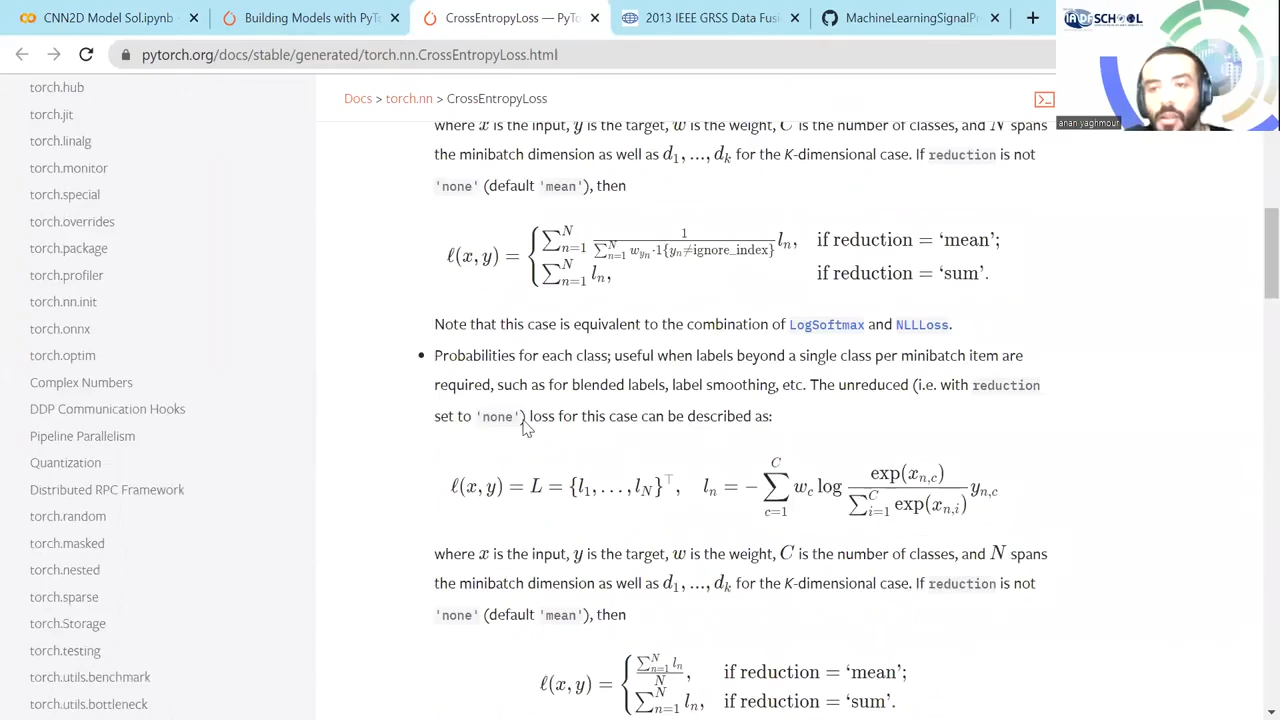 CNN2D Model Sol.ipynb
Building Models with PyT
CrossEntropyLoss — PyTo
2013 IEEE GRSS Data Fus
MachineLearningSignalPr
pytorch.org/docs/stable/generated/torch.nn.CrossEntropyLoss.html
IADFSCHOOL
anan yaghmour
torch.hub
torch.jit
torch.linalg
torch.monitor
torch.special
torch.overrides
torch.package
torch.profiler
torch.nn.init
torch.onnx
torch.optim
Complex Numbers
DDP Communication Hooks
Pipeline Parallelism
Quantization
Distributed RPC Framework
torch.random
torch.masked
torch.nested
torch.sparse
torch.Storage
torch.testing
torch.utils.benchmark
torch.utils.bottleneck
Docs > torch.nn > CrossEntropyLoss
where x is the input, y is the target, w is the weight, C is the number of classes, and N spans
the minibatch dimension as well as d₁, ..., dₖ for the K-dimensional case. If reduction is not
'none' (default 'mean'), then
ℓ(x, y) = { ∑ₙ₌₁ᴺ 1/(∑ₙ₌₁ᴺ w_{yₙ}·1{yₙ≠ignore_index}) lₙ, if reduction = ‘mean’;
∑ₙ₌₁ᴺ lₙ, if reduction = ‘sum’.
Note that this case is equivalent to the combination of LogSoftmax and NLLLoss.
• Probabilities for each class; useful when labels beyond a single class per minibatch item are
required, such as for blended labels, label smoothing, etc. The unreduced (i.e. with reduction
set to 'none') loss for this case can be described as:
ℓ(x, y) = L = {l₁, . . . , l_N}^⊤, lₙ = − ∑_{c=1}^{C} w_c log exp(x_{n,c})/∑_{i=1}^{C} exp(x_{n,i}) y_{n,c}
where x is the input, y is the target, w is the weight, C is the number of classes, and N spans
the minibatch dimension as well as d₁, ..., dₖ for the K-dimensional case. If reduction is not
'none' (default 'mean'), then
ℓ(x, y) = { ∑ₙ₌₁ᴺ lₙ / N, if reduction = ‘mean’;
∑ₙ₌₁ᴺ lₙ, if reduction = ‘sum’.